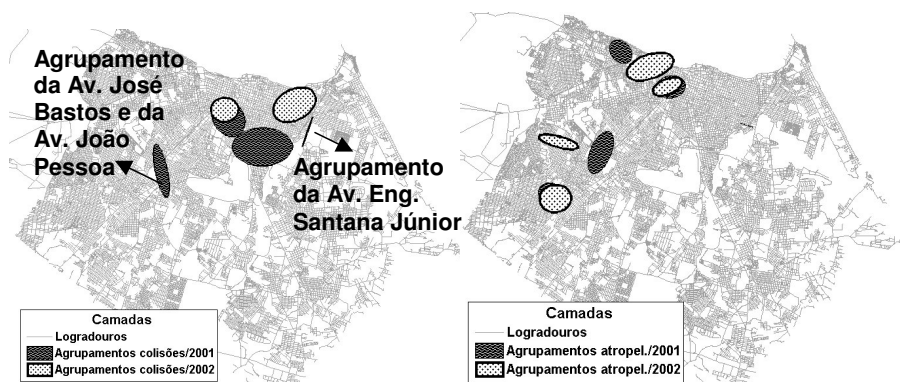 Agrupamento
da Av. José
Bastos e da
Av. João
Pessoa
Agrupamento
da Av. Eng.
Santana Júnior
Camadas
Logradouros
Agrupamentos colisões/2001
Agrupamentos colisões/2002
Camadas
Logradouros
Agrupamentos atropel./2001
Agrupamentos atropel./2002